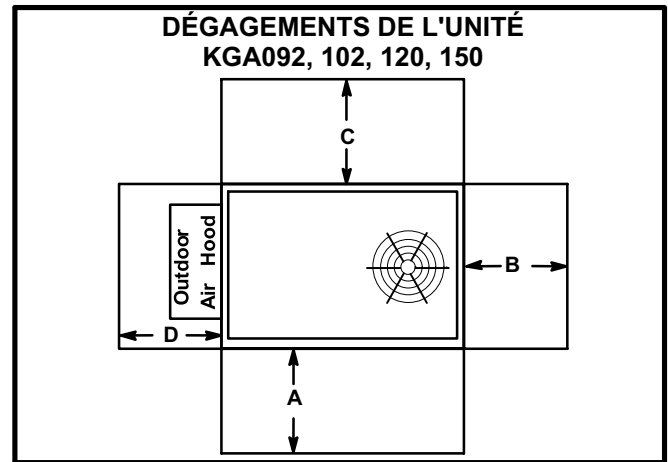 DÉGAGEMENTS DE L'UNITÉ
KGA092, 102, 120, 150
C
Outdoor
Air Hood
B
D
A